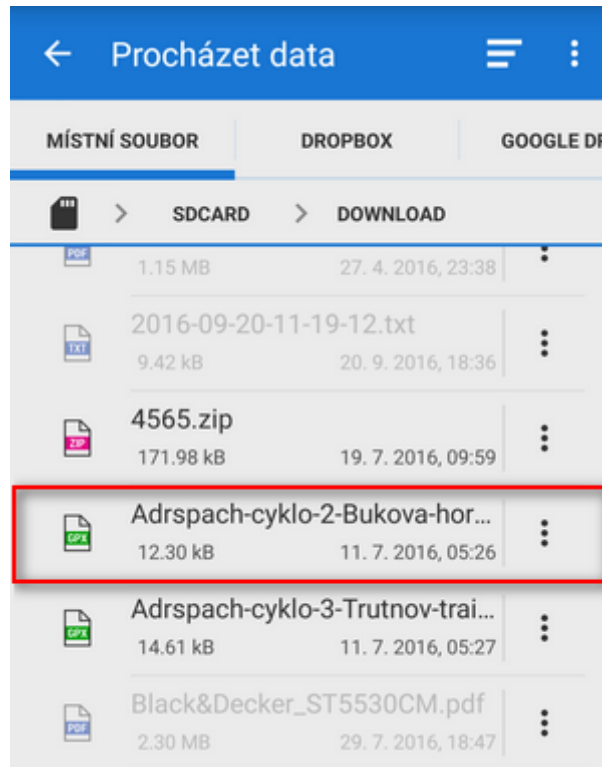 Procházet data
MÍSTNÍ SOUBOR DROPBOX GOOGLE DR
SDCARD DOWNLOAD
PDF
1.15 MB 27. 4. 2016, 23:38
2016-09-20-11-19-12.txt
TXT
9.42 kB 20. 9. 2016, 18:36
4565.zip
ZIP
171.98 kB 19. 7. 2016, 09:59
Adrspach-cyklo-2-Bukova-hor...
GPX
12.30 kB 11. 7. 2016, 05:26
Adrspach-cyklo-3-Trutnov-trai...
GPX
14.61 kB 11. 7. 2016, 05:27
Black&Decker_ST5530CM.pdf
PDF
2.30 MB 29. 7. 2016, 18:47